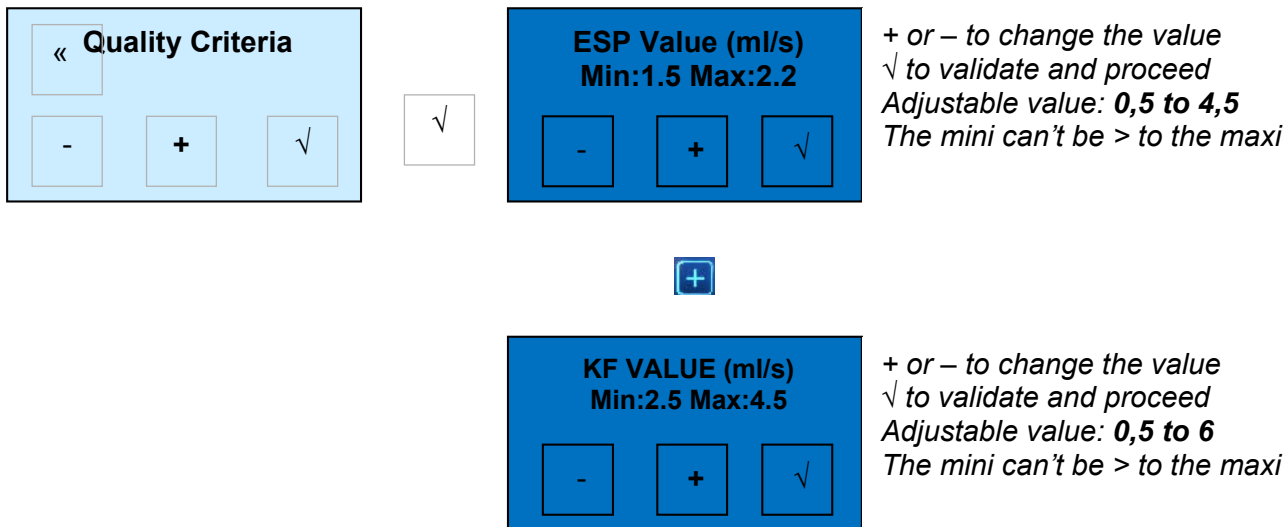 Quality Criteria
«
- + √
√
ESP Value (ml/s)
Min:1.5 Max:2.2
- + √
+ or – to change the value
√ to validate and proceed
Adjustable value: 0,5 to 4,5
The mini can't be > to the maxi
+
KF VALUE (ml/s)
Min:2.5 Max:4.5
- + √
+ or – to change the value
√ to validate and proceed
Adjustable value: 0,5 to 6
The mini can't be > to the maxi